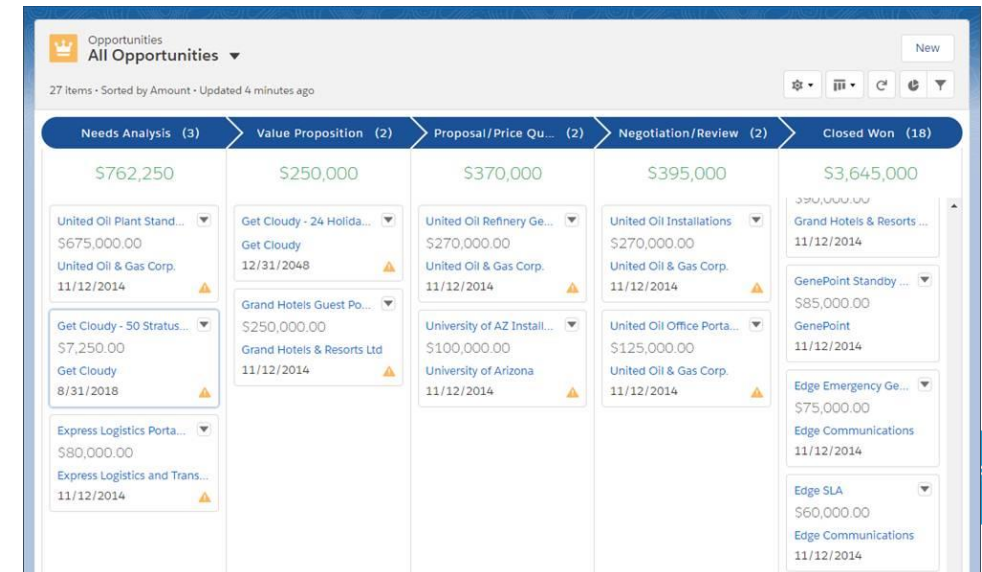 Opportunities
All Opportunities
New
27 items • Sorted by Amount • Updated 4 minutes ago
Needs Analysis (3)
Value Proposition (2)
Proposal/Price Qu... (2)
Negotiation/Review (2)
Closed Won (18)
$762,250
$250,000
$370,000
$395,000
$3,645,000
United Oil Plant Stand...
$675,000.00
United Oil & Gas Corp.
11/12/2014
Get Cloudy - 50 Stratus...
$7,250.00
Get Cloudy
8/31/2018
Express Logistics Porta...
$80,000.00
Express Logistics and Trans...
11/12/2014
Get Cloudy - 24 Holida...
Get Cloudy
12/31/2048
Grand Hotels Guest Po...
$250,000.00
Grand Hotels & Resorts Ltd
11/12/2014
United Oil Refinery Ge...
$270,000.00
United Oil & Gas Corp.
11/12/2014
University of AZ Install...
$100,000.00
University of Arizona
11/12/2014
United Oil Installations
$270,000.00
United Oil & Gas Corp.
11/12/2014
United Oil Office Porta...
$125,000.00
United Oil & Gas Corp.
11/12/2014
$90,000.00
Grand Hotels & Resorts ...
11/12/2014
GenePoint Standby ...
$85,000.00
GenePoint
11/12/2014
Edge Emergency Ge...
$75,000.00
Edge Communications
11/12/2014
Edge SLA
$60,000.00
Edge Communications
11/12/2014